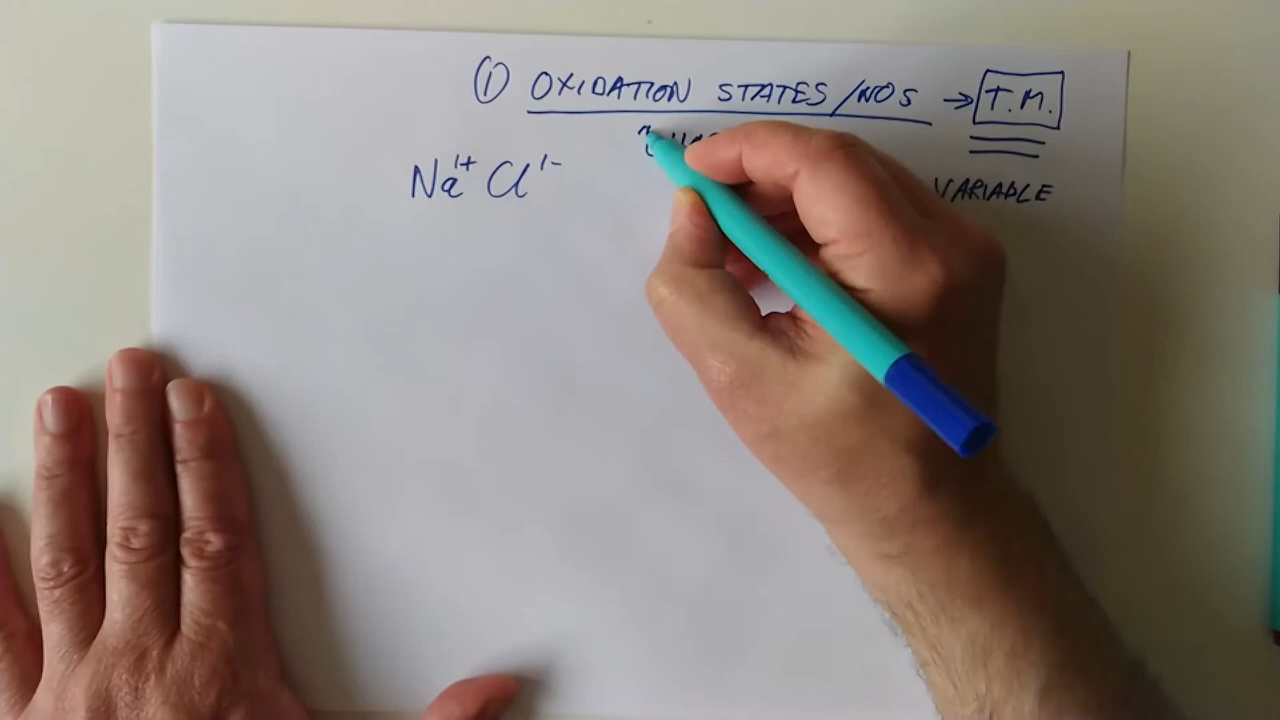 ① OXIDATION STATES/NOS → T.M.
Na¹⁺ Cl¹⁻
VARIABLE